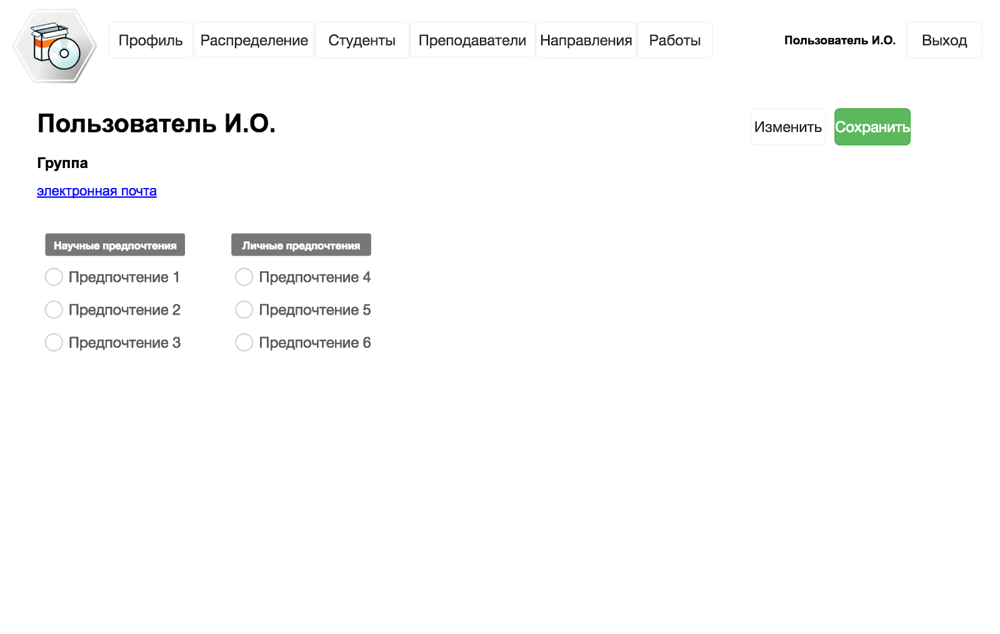 Профиль Распределение Студенты Преподаватели Направления Работы Пользователь И.О. Выход
Пользователь И.О. Изменить Сохранить
Группа
электронная почта
Научные предпочтения Личные предпочтения
Предпочтение 1 Предпочтение 4
Предпочтение 2 Предпочтение 5
Предпочтение 3 Предпочтение 6